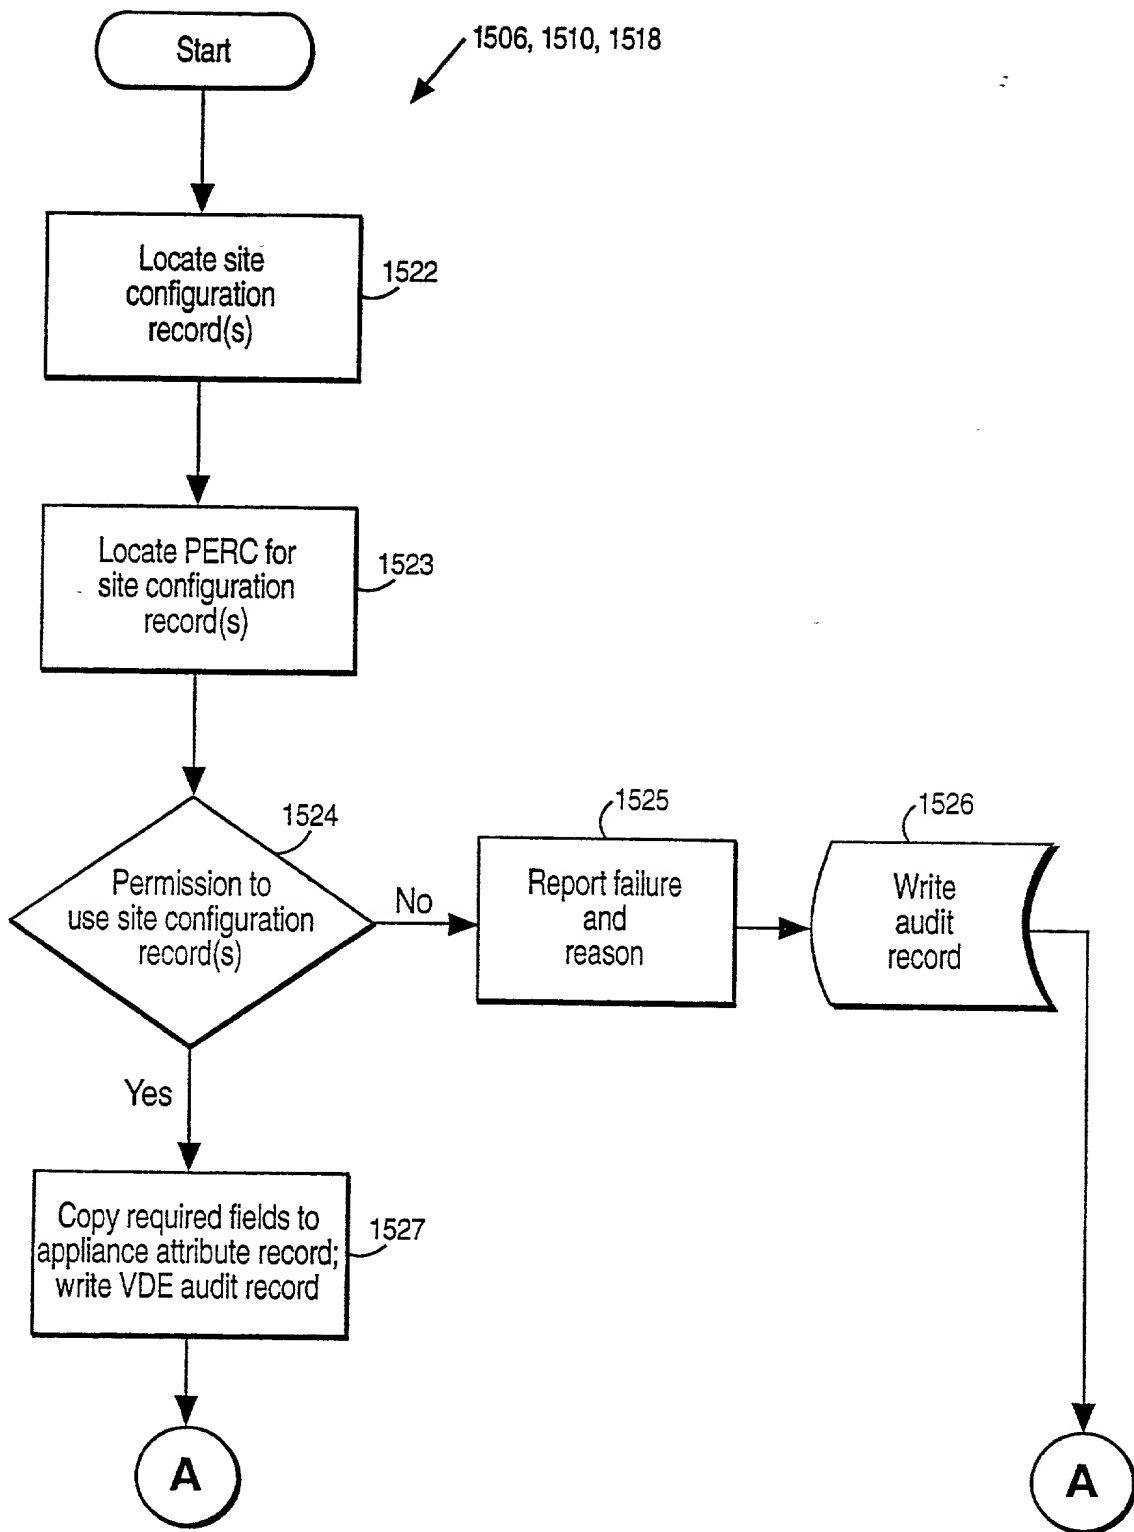 Start
1506, 1510, 1518
Locate site
configuration
record(s)
1522
Locate PERC for
site configuration
record(s)
1523
1524
Permission to
use site configuration
record(s)
No
1525
Report failure
and
reason
1526
Write
audit
record
Yes
Copy required fields to
appliance attribute record;
write VDE audit record
1527
A
A